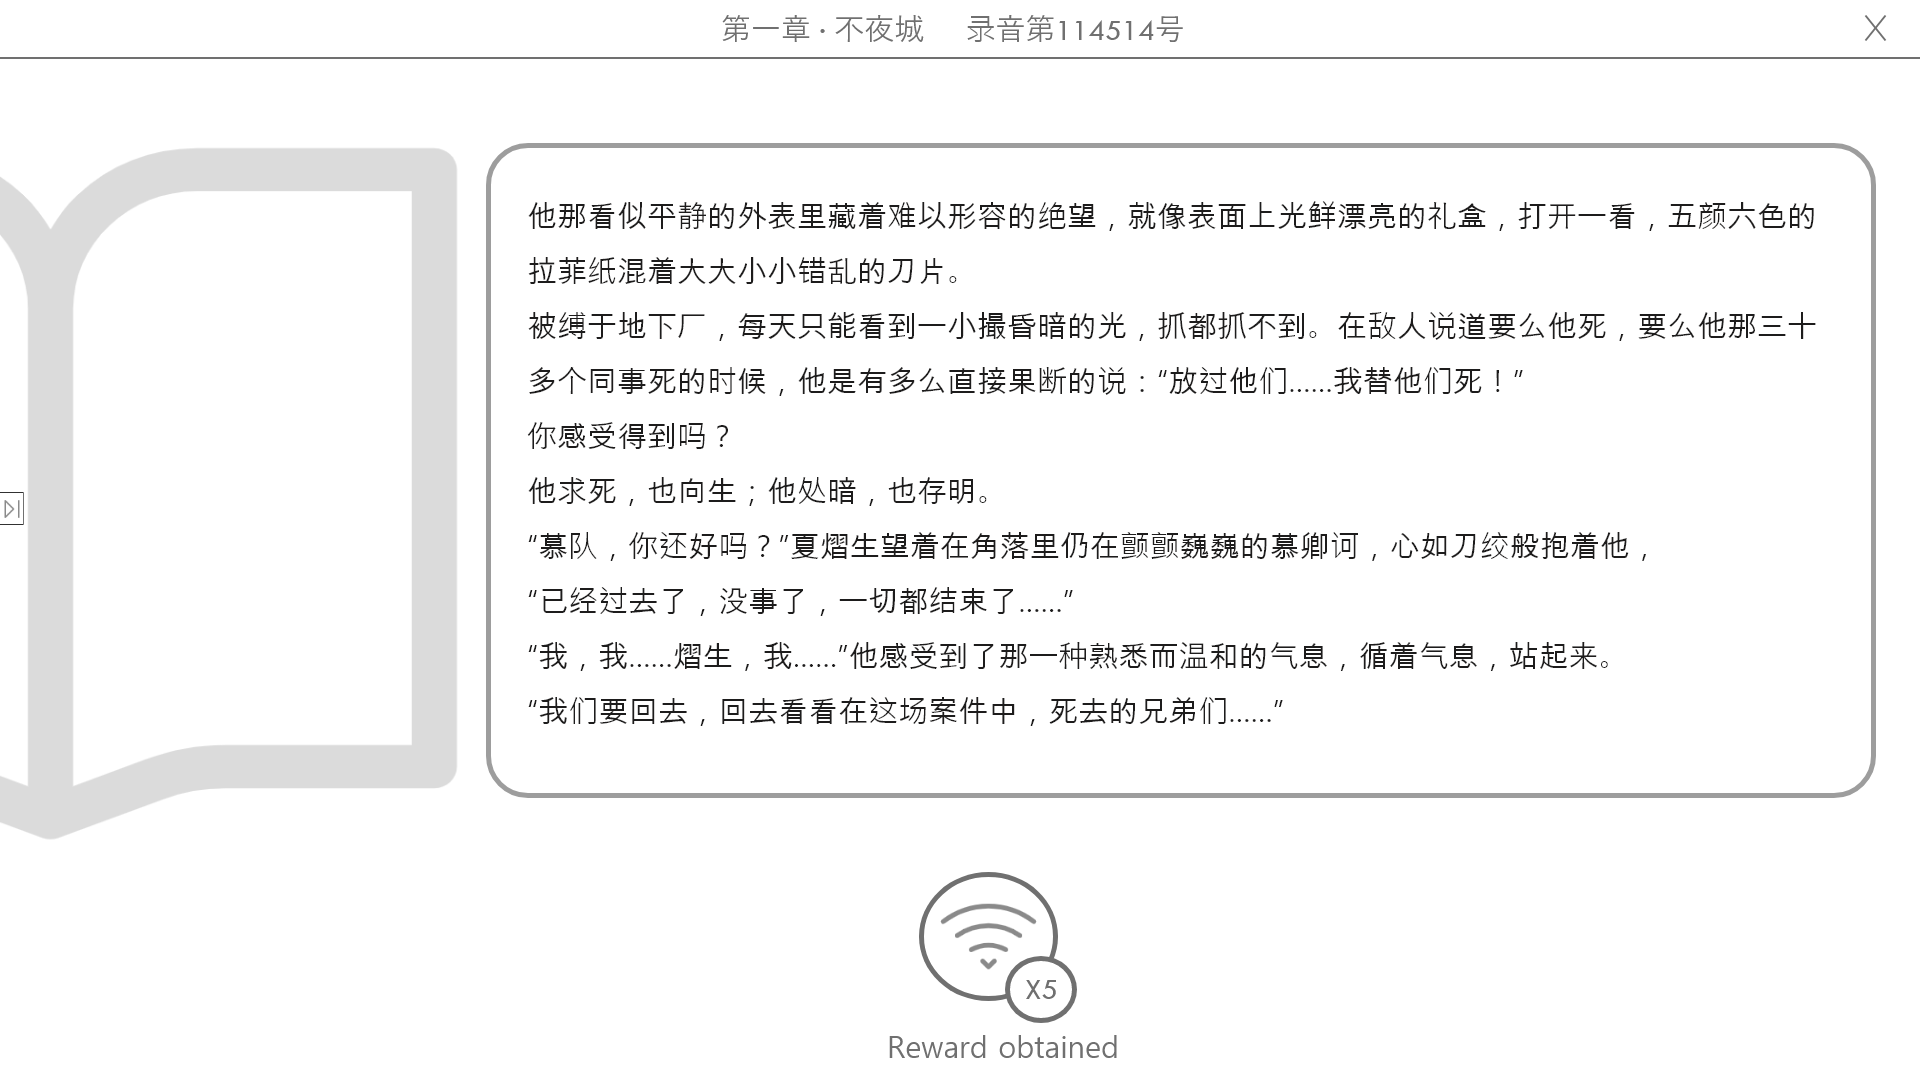 第一章·不夜城 录音第114514号 X
他那看似平静的外表里藏着难以形容的绝望，就像表面上光鲜漂亮的礼盒，打开一看，五颜六色的
拉菲纸混着大大小小错乱的刀片。
被缚于地下厂，每天只能看到一小撮昏暗的光，抓都抓不到。在敌人说道要么他死，要么他那三十
多个同事死的时候，他是有多么直接果断的说：“放过他们......我替他们死！”
你感受得到吗？
他求死，也向生；他处暗，也存明。
“慕队，你还好吗？”夏熠生望着在角落里仍在颤颤巍巍的慕卿诃，心如刀绞般抱着他，
“已经过去了，没事了，一切都结束了......”
“我，我......熠生，我......”他感受到了那一种熟悉而温和的气息，循着气息，站起来。
“我们要回去，回去看看在这场案件中，死去的兄弟们......”
X5
Reward obtained